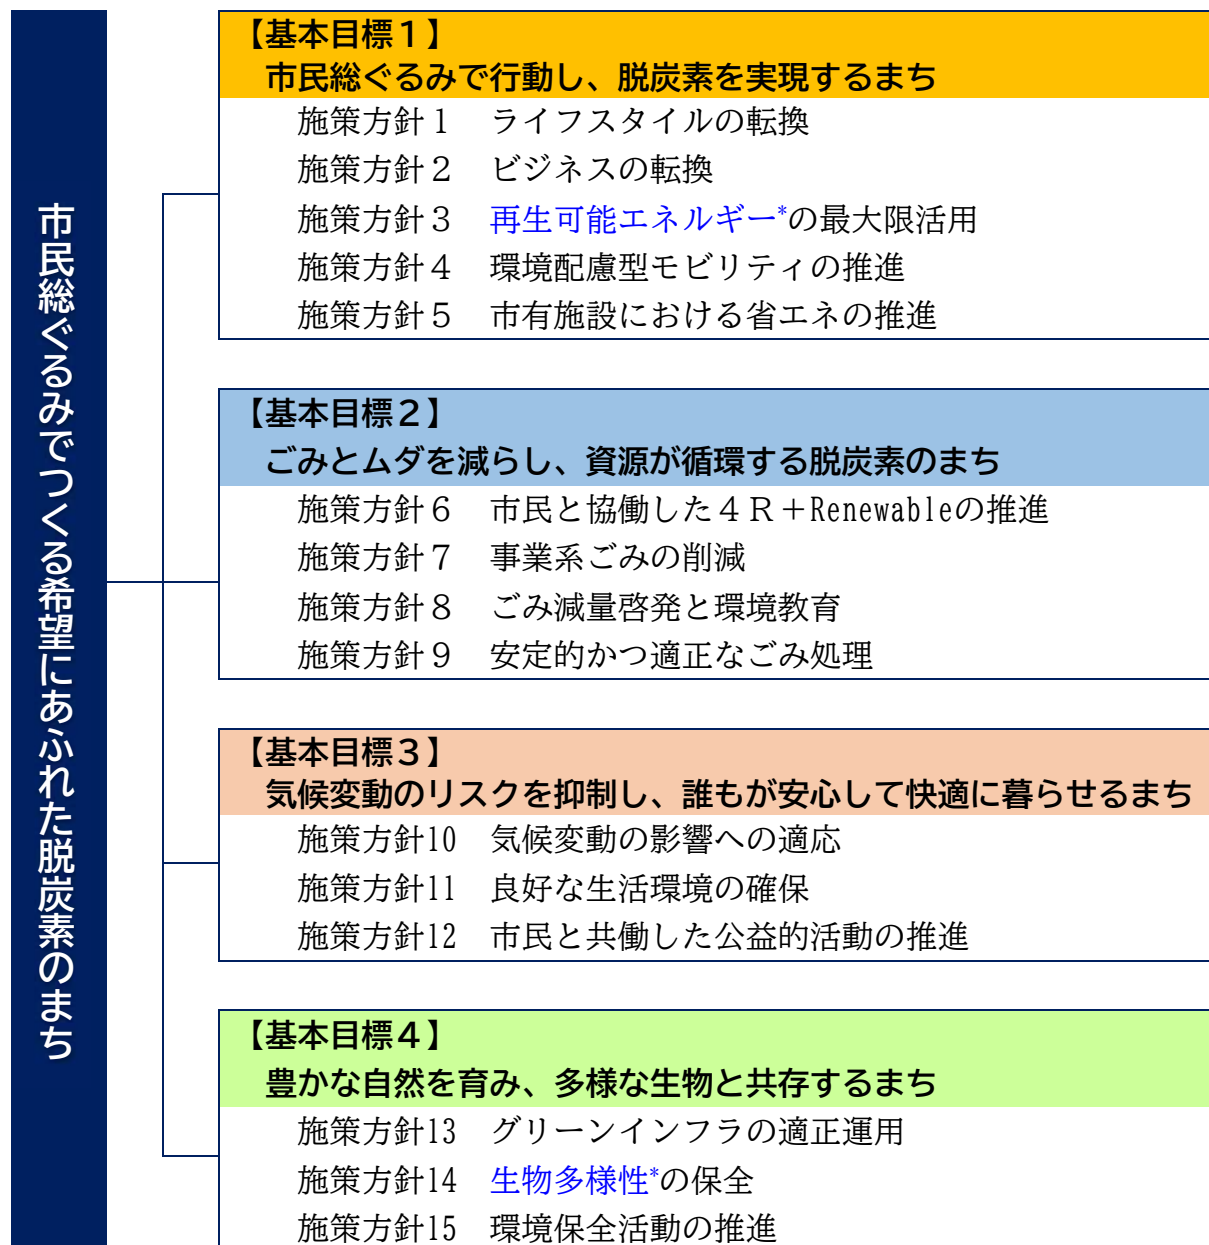 市民総ぐるみでつくる希望にあふれた脱炭素のまち
【基本目標１】
市民総ぐるみで行動し、脱炭素を実現するまち
施策方針１　ライフスタイルの転換
施策方針２　ビジネスの転換
施策方針３　再生可能エネルギー*の最大限活用
施策方針４　環境配慮型モビリティの推進
施策方針５　市有施設における省エネの推進
【基本目標２】
ごみとムダを減らし、資源が循環する脱炭素のまち
施策方針６　市民と協働した４Ｒ＋Renewableの推進
施策方針７　事業系ごみの削減
施策方針８　ごみ減量啓発と環境教育
施策方針９　安定的かつ適正なごみ処理
【基本目標３】
気候変動のリスクを抑制し、誰もが安心して快適に暮らせるまち
施策方針10　気候変動の影響への適応
施策方針11　良好な生活環境の確保
施策方針12　市民と共働した公益的活動の推進
【基本目標４】
豊かな自然を育み、多様な生物と共存するまち
施策方針13　グリーンインフラの適正運用
施策方針14　生物多様性*の保全
施策方針15　環境保全活動の推進